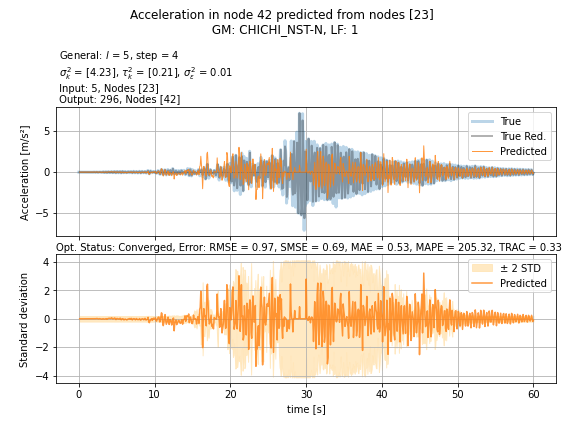 Acceleration in node 42 predicted from nodes [23]
GM: CHICHI_NST-N, LF: 1
General: l = 5, step = 4
σ²ₖ = [4.23], τ²ₖ = [0.21], σ²ε = 0.01
Input: 5, Nodes [23]
Output: 296, Nodes [42]
Acceleration [m/s²]
5
0
−5
True
True Red.
Predicted
Opt. Status: Converged, Error: RMSE = 0.97, SMSE = 0.69, MAE = 0.53, MAPE = 205.32, TRAC = 0.33
Standard deviation
4
2
0
−2
−4
± 2 STD
Predicted
0 10 20 30 40 50 60
time [s]